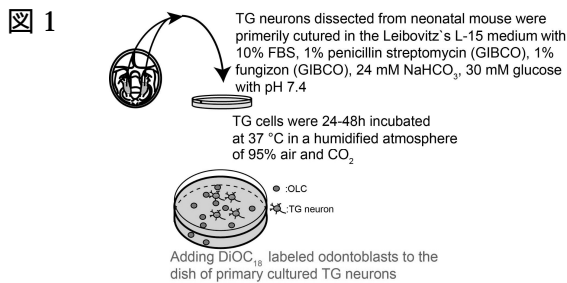 図 1
TG neurons dissected from neonatal mouse were
primerily cutured in the Leibovitz`s L-15 medium with
10% FBS, 1% penicillin streptomycin (GIBCO), 1%
fungizon (GIBCO), 24 mM NaHCO₃, 30 mM glucose
with pH 7.4
TG cells were 24-48h incubated
at 37 °C in a humidified atmosphere
of 95% air and CO₂
:OLC
:TG neuron
Adding DiOC₁₈ labeled odontoblasts to the
dish of primary cultured TG neurons